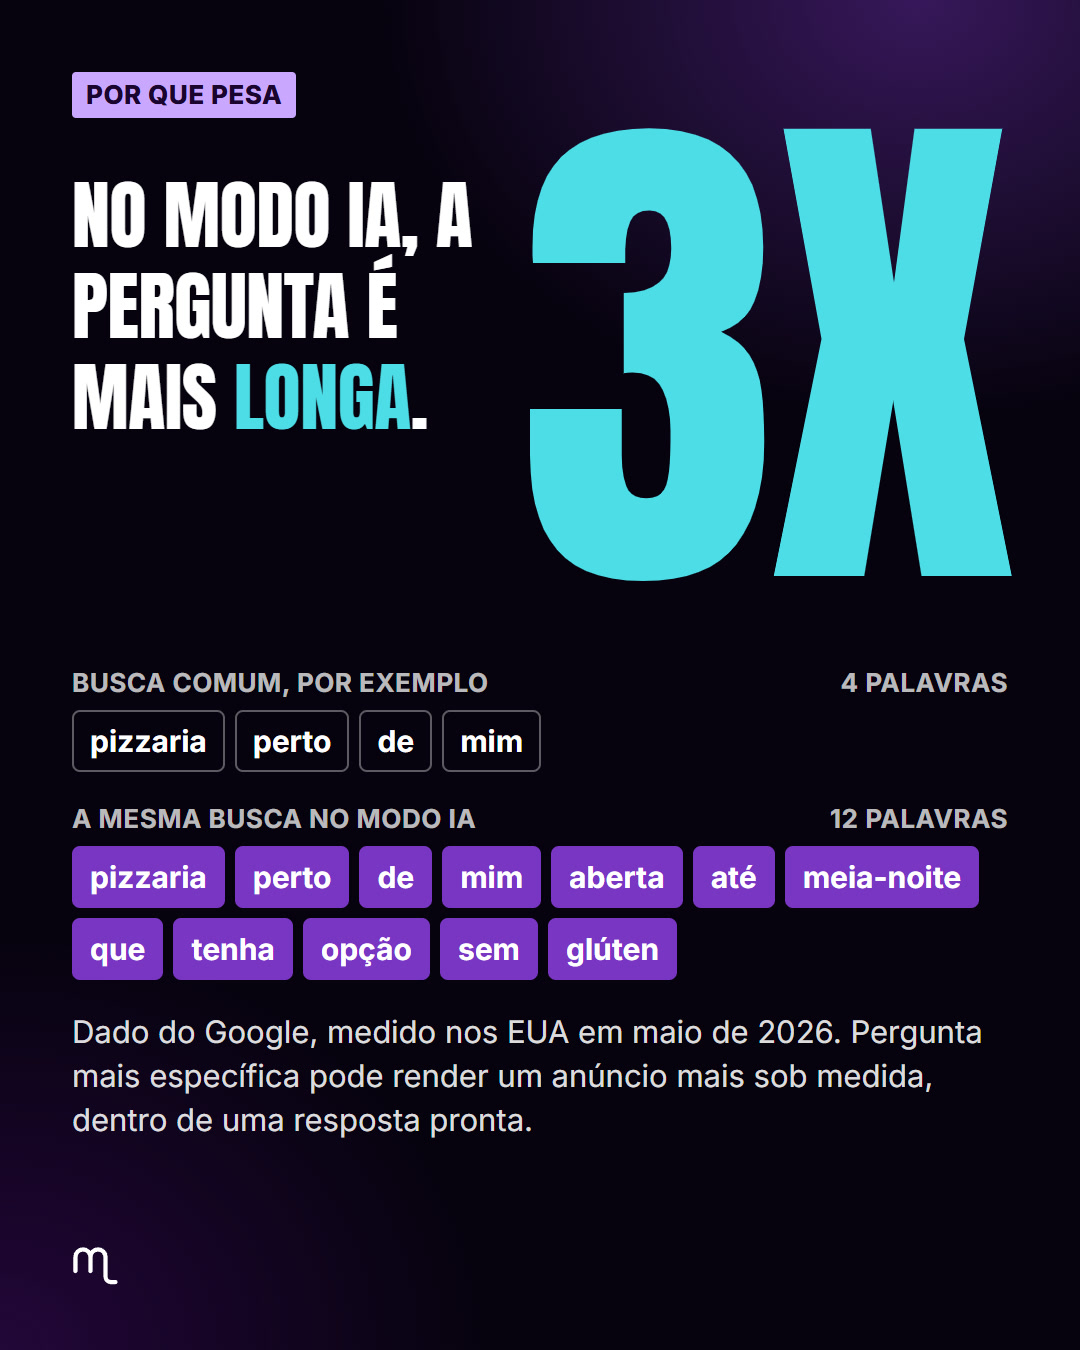 POR QUE PESA
NO MODO IA, A
PERGUNTA É
MAIS LONGA.
3X
BUSCA COMUM, POR EXEMPLO 4 PALAVRAS
pizzaria perto de mim
A MESMA BUSCA NO MODO IA 12 PALAVRAS
pizzaria perto de mim aberta até meia-noite
que tenha opção sem glúten
Dado do Google, medido nos EUA em maio de 2026. Pergunta
mais específica pode render um anúncio mais sob medida,
dentro de uma resposta pronta.